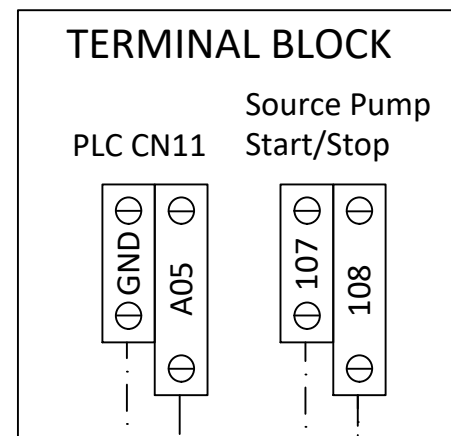 TERMINAL BLOCK
Source Pump
PLC CN11 Start/Stop
GND
A05
107
108